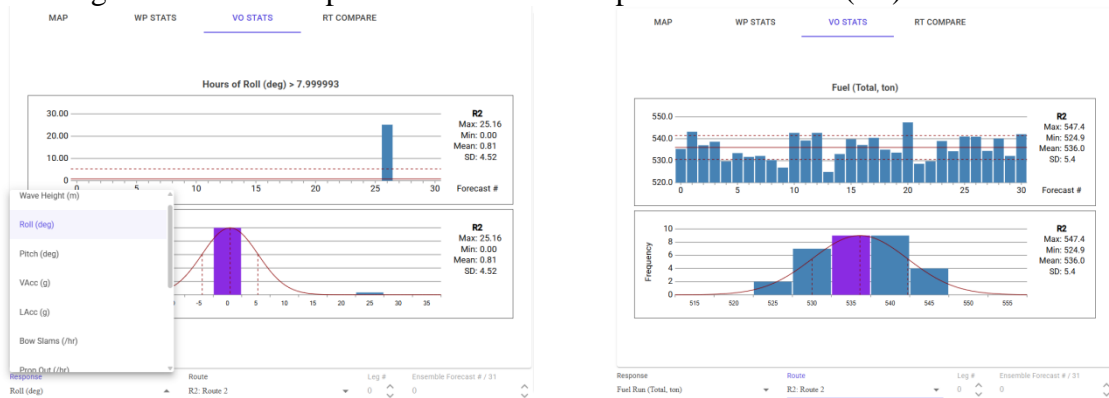 MAP WP STATS VO STATS RT COMPARE
Hours of Roll (deg) > 7.999993
30.00
20.00
10.00
0
0 5 10 15 20 25 30 Forecast #
R2
Max: 25.16
Min: 0.00
Mean: 0.81
SD: 4.52
Wave Height (m)
Roll (deg)
Pitch (deg)
VAcc (g)
LAcc (g)
Bow Slams (/hr)
Prop Out (/hr)
R2
Max: 25.16
Min: 0.00
Mean: 0.81
SD: 4.52
-5 0 5 10 15 20 25 30 35
Response Route Leg # Ensemble Forecast # / 31
Roll (deg) R2: Route 2 0 0
MAP WP STATS VO STATS RT COMPARE
Fuel (Total, ton)
550.0
540.0
530.0
520.0
0 5 10 15 20 25 30 Forecast #
R2
Max: 547.4
Min: 524.9
Mean: 536.0
SD: 5.4
Frequency
10
8
6
4
2
0
515 520 525 530 535 540 545 550 555
R2
Max: 547.4
Min: 524.9
Mean: 536.0
SD: 5.4
Response Route Leg # Ensemble Forecast # / 31
Fuel Run (Total, ton) R2: Route 2 0 0